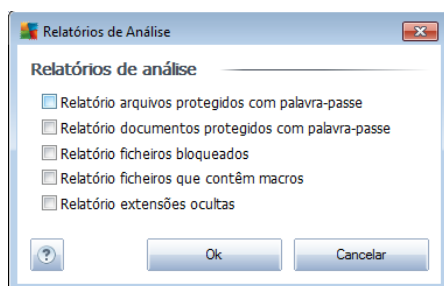 Relatórios de Análise
Relatórios de análise
Relatório arquivos protegidos com palavra-passe
Relatório documentos protegidos com palavra-passe
Relatório ficheiros bloqueados
Relatório ficheiros que contêm macros
Relatório extensões ocultas
? Ok Cancelar